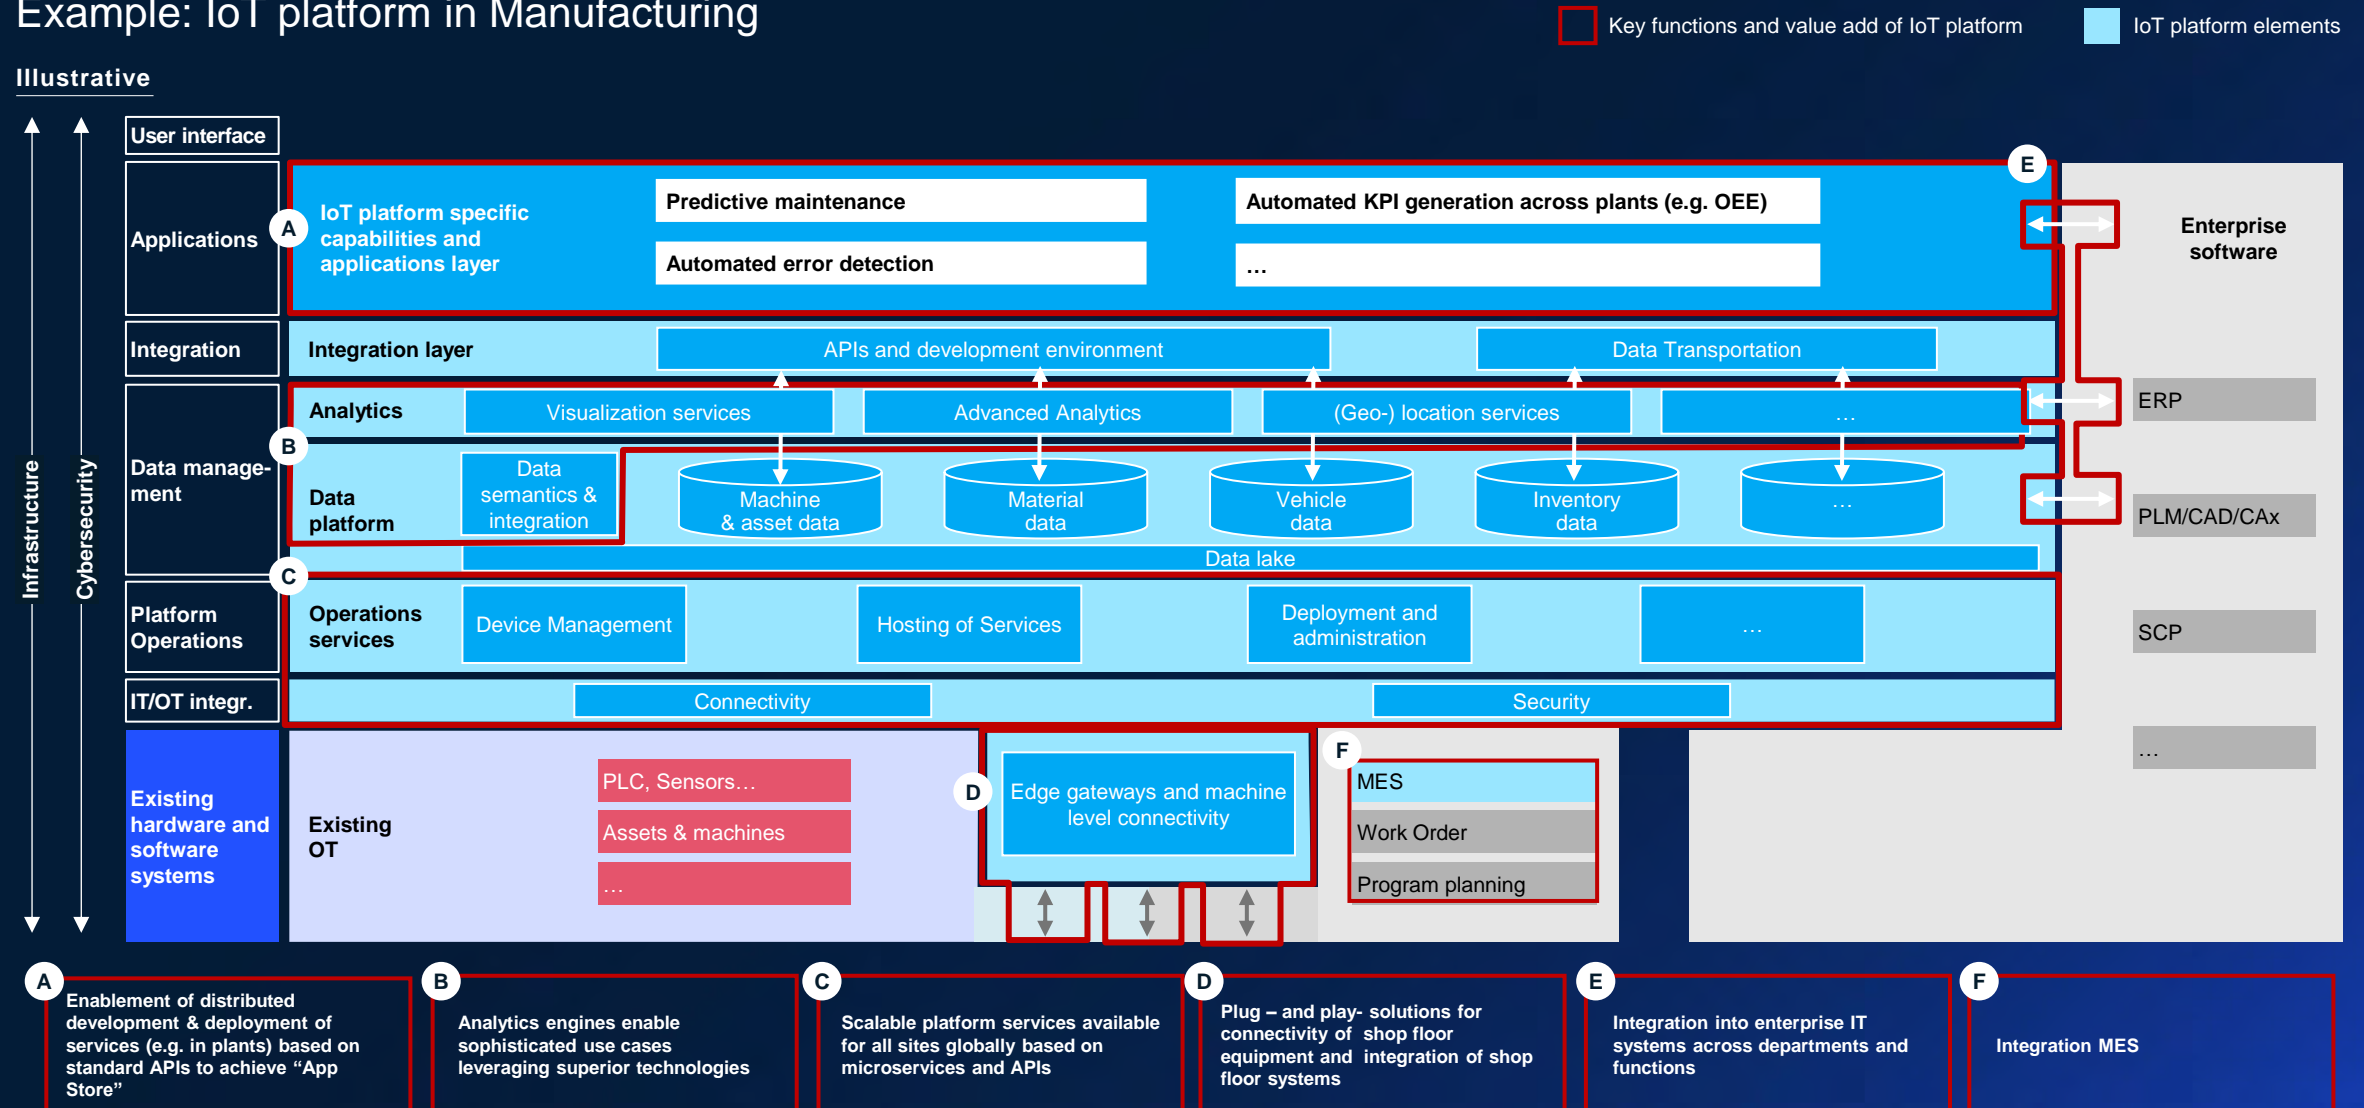 Example: IoT platform in Manufacturing
Key functions and value add of IoT platform
IoT platform elements
Illustrative
Infrastructure
Cybersecurity
User interface
Applications
A
IoT platform specific
capabilities and
applications layer
Predictive maintenance
Automated KPI generation across plants (e.g. OEE)
Automated error detection
…
E
Enterprise
software
Integration
Integration layer
APIs and development environment
Data Transportation
Data manage-
ment
B
Analytics
Visualization services
Advanced Analytics
(Geo-) location services
…
ERP
Data
platform
Data
semantics &
integration
Machine
& asset data
Material
data
Vehicle
data
Inventory
data
…
PLM/CAD/CAx
Data lake
C
Platform
Operations
Operations
services
Device Management
Hosting of Services
Deployment and
administration
…
SCP
IT/OT integr.
Connectivity
Security
…
Existing
hardware and
software
systems
Existing
OT
PLC, Sensors…
Assets & machines
…
D
Edge gateways and machine
level connectivity
F
MES
Work Order
Program planning
A
Enablement of distributed
development & deployment of
services (e.g. in plants) based on
standard APIs to achieve “App
Store”
B
Analytics engines enable
sophisticated use cases
leveraging superior technologies
C
Scalable platform services available
for all sites globally based on
microservices and APIs
D
Plug – and play- solutions for
connectivity of shop floor
equipment and integration of shop
floor systems
E
Integration into enterprise IT
systems across departments and
functions
F
Integration MES